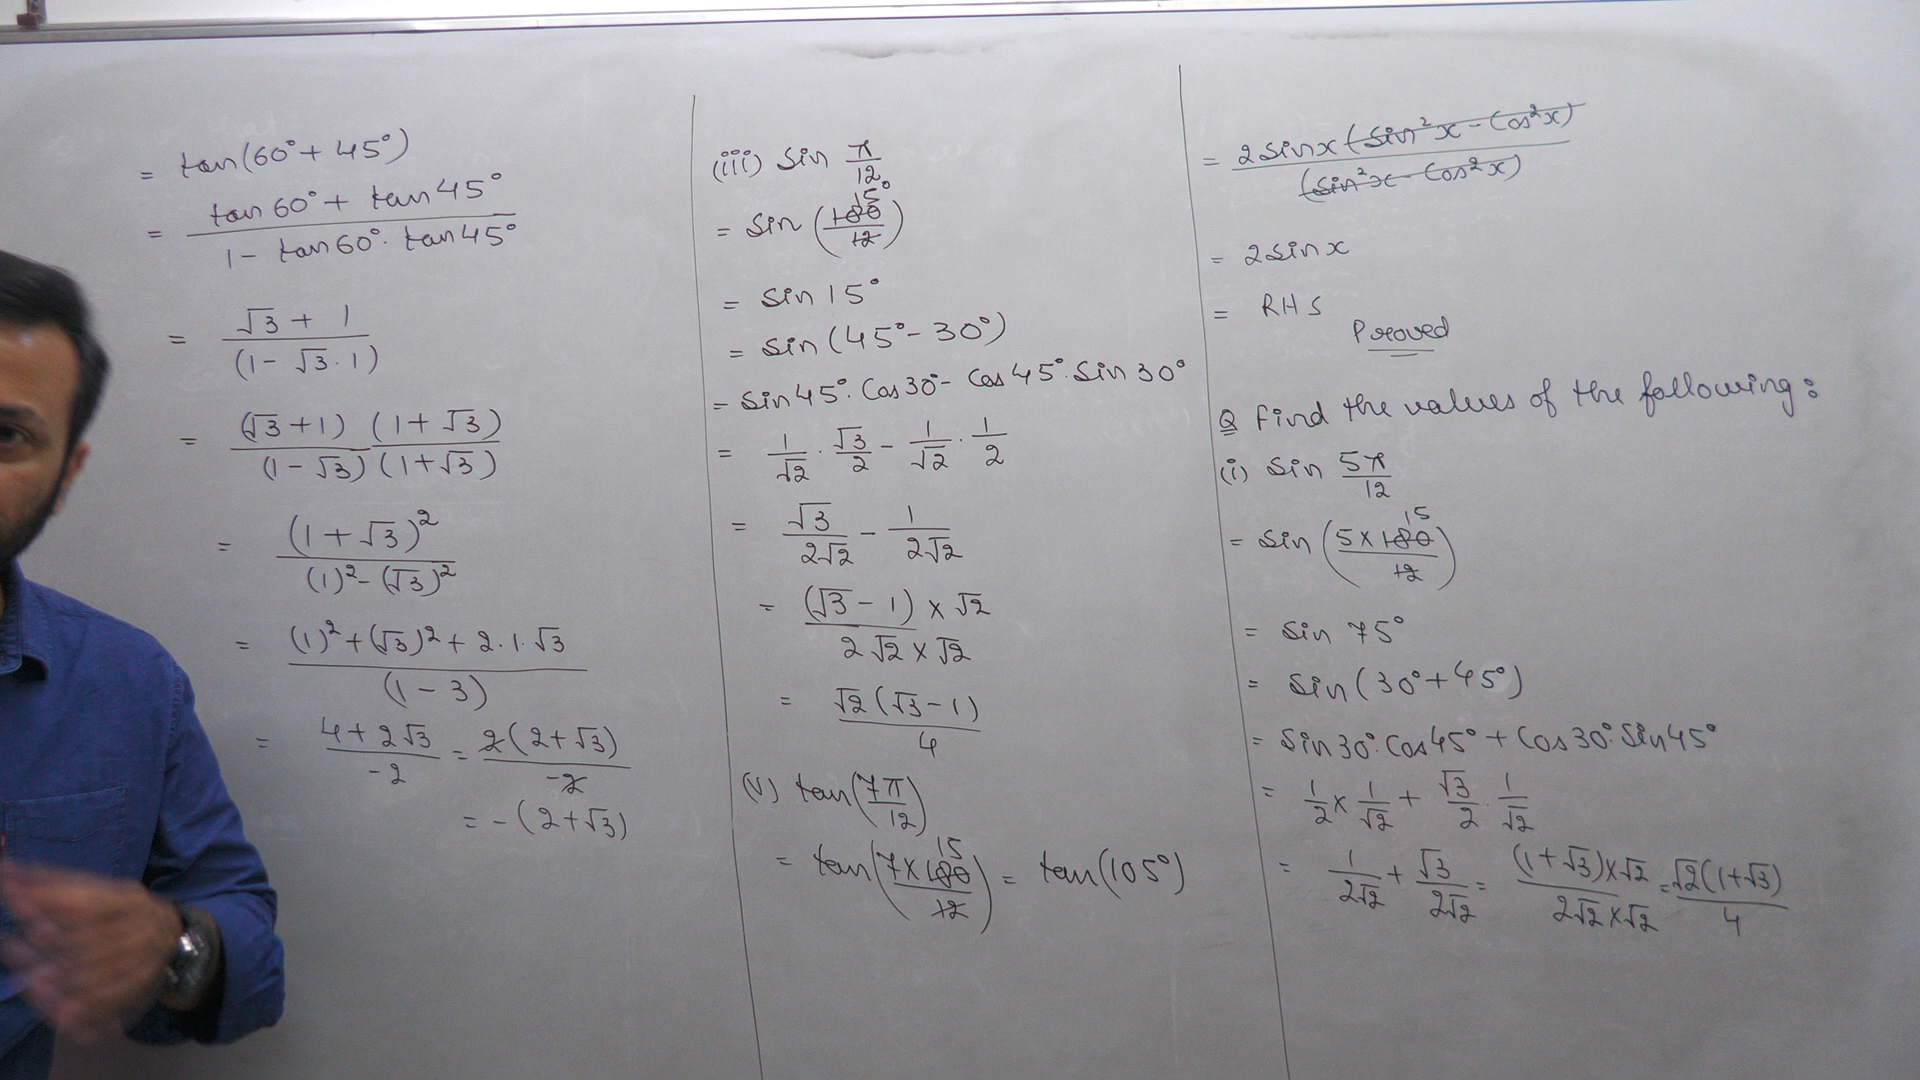 = tan(60° + 45°)
= (tan 60° + tan 45°) / (1 - tan 60° · tan 45°)
= (√3 + 1) / (1 - √3 · 1)
= (√3 + 1) (1 + √3) / (1 - √3) (1 + √3)
= (1 + √3)² / (1)² - (√3)²
= (1)² + (√3)² + 2 · 1 · √3 / (1 - 3)
= 4 + 2√3 / -2 = 2(2 + √3) / -2
= -(2 + √3)
(iii) Sin π/12
= Sin (180/12) 15°
= Sin 15°
= Sin (45° - 30°)
= Sin 45° · Cos 30° - Cos 45° · Sin 30°
= 1/√2 · √3/2 - 1/√2 · 1/2
= √3/2√2 - 1/2√2
= (√3 - 1) × √2 / 2√2 × √2
= √2 (√3 - 1) / 4
(v) tan (7π/12)
= tan (7 × 180/12) 15 = tan (105°)
= 2 Sin x (Sin² x - Cos² x) / (Sin² x - Cos² x)
= 2 Sin x
= RHS
Proved
Q Find the values of the following :
(i) Sin 5π/12
= Sin (5 × 180/12) 15
= Sin 75°
= Sin (30° + 45°)
= Sin 30° · Cos 45° + Cos 30° · Sin 45°
= 1/2 × 1/√2 + √3/2 · 1/√2
= 1/2√2 + √3/2√2 = (1 + √3) × √2 / 2√2 × √2 = √2 (1 + √3) / 4